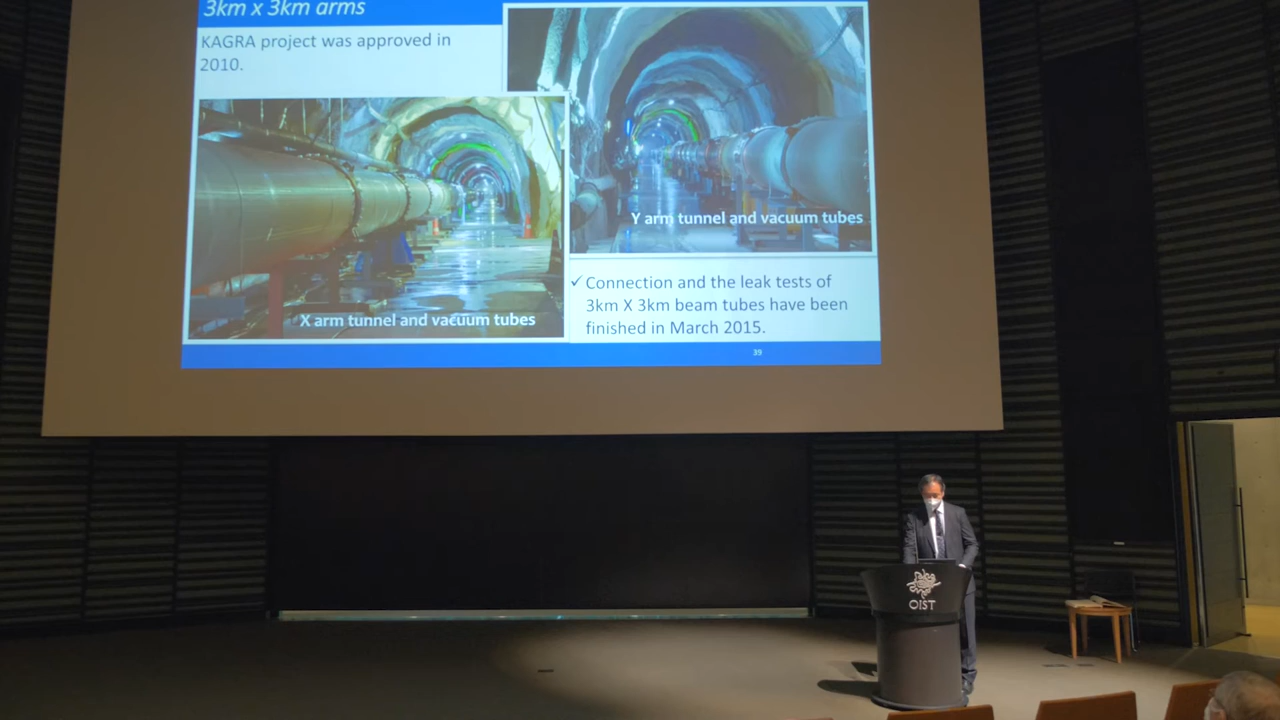 3km x 3km arms
KAGRA project was approved in
2010.
Y arm tunnel and vacuum tubes
X arm tunnel and vacuum tubes
✓ Connection and the leak tests of
3km X 3km beam tubes have been
finished in March 2015.
39
OIST